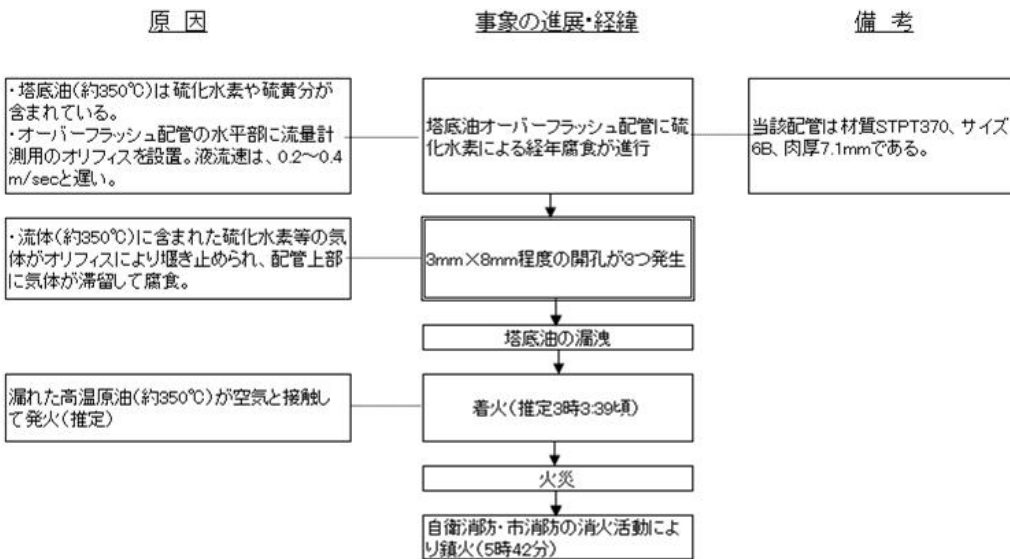 原 因
事象の進展・経緯
備 考
・塔底油(約350℃)は硫化水素や硫黄分が
含まれている。
・オーバーフラッシュ配管の水平部に流量計
測用のオリフィスを設置。液流速は、0.2～0.4
m/secと遅い。
塔底油オーバーフラッシュ配管に硫
化水素による経年腐食が進行
当該配管は材質STPT370、サイズ
6B、肉厚7.1mmである。
・流体(約350℃)に含まれた硫化水素等の気
体がオリフィスにより堰き止められ、配管上部
に気体が滞留して腐食。
3mm×8mm程度の開孔が3つ発生
塔底油の漏洩
漏れた高温原油(約350℃)が空気と接触し
て発火(推定)
着火(推定3時3:39頃)
火災
自衛消防・市消防の消火活動によ
り鎮火(5時42分)